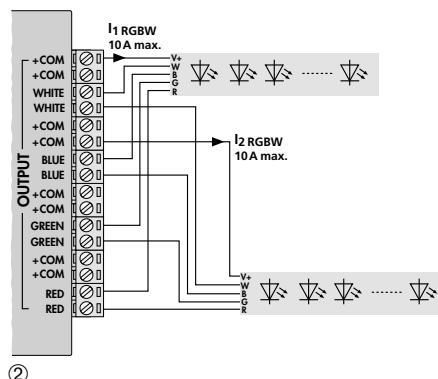 I1 RGBW
10 A max.
+COM
+COM
WHITE
WHITE
+COM
+COM
BLUE
BLUE
+COM
+COM
GREEN
GREEN
+COM
+COM
RED
RED
OUTPUT
V+
W
B
G
R
I2 RGBW
10 A max.
V+
W
B
G
R
②